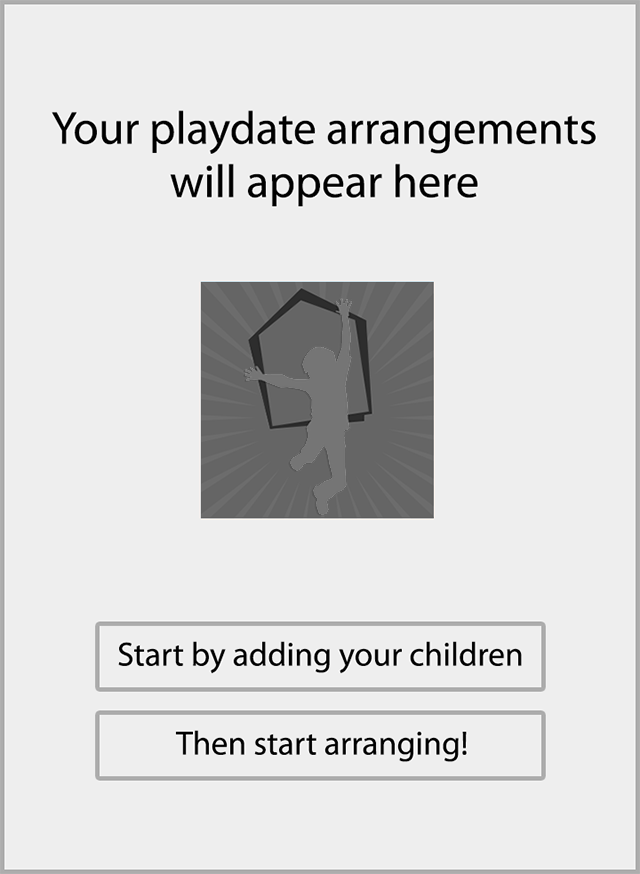 Your playdate arrangements
will appear here
Start by adding your children
Then start arranging!